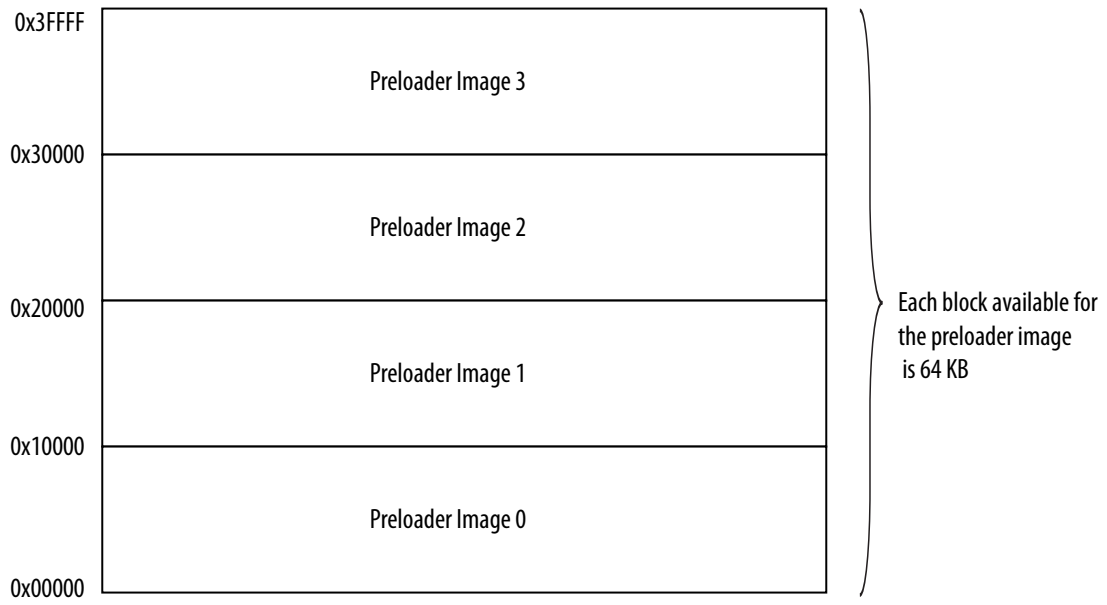 0x3FFFF
Preloader Image 3
0x30000
Preloader Image 2
0x20000
Preloader Image 1
0x10000
Preloader Image 0
0x00000
Each block available for
the preloader image
is 64 KB